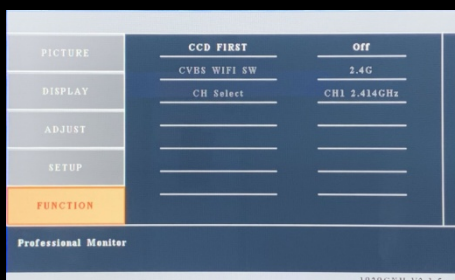 PICTURE
DISPLAY
ADJUST
SETUP
FUNCTION
CCD FIRST Off
CVBS WIFI SW 2.4G
CH Select CH1 2.414GHz
Professional Monitor